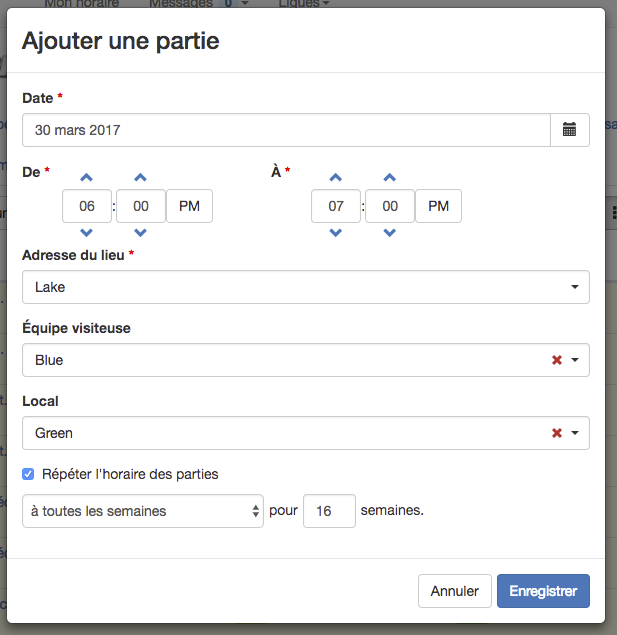 Mon horaire Messages 0 Ligues
Ajouter une partie
Date *
30 mars 2017
De * À *
06 : 00 PM 07 : 00 PM
Adresse du lieu *
Lake
Équipe visiteuse
Blue
Local
Green
Répéter l'horaire des parties
à toutes les semaines pour 16 semaines.
Annuler Enregistrer